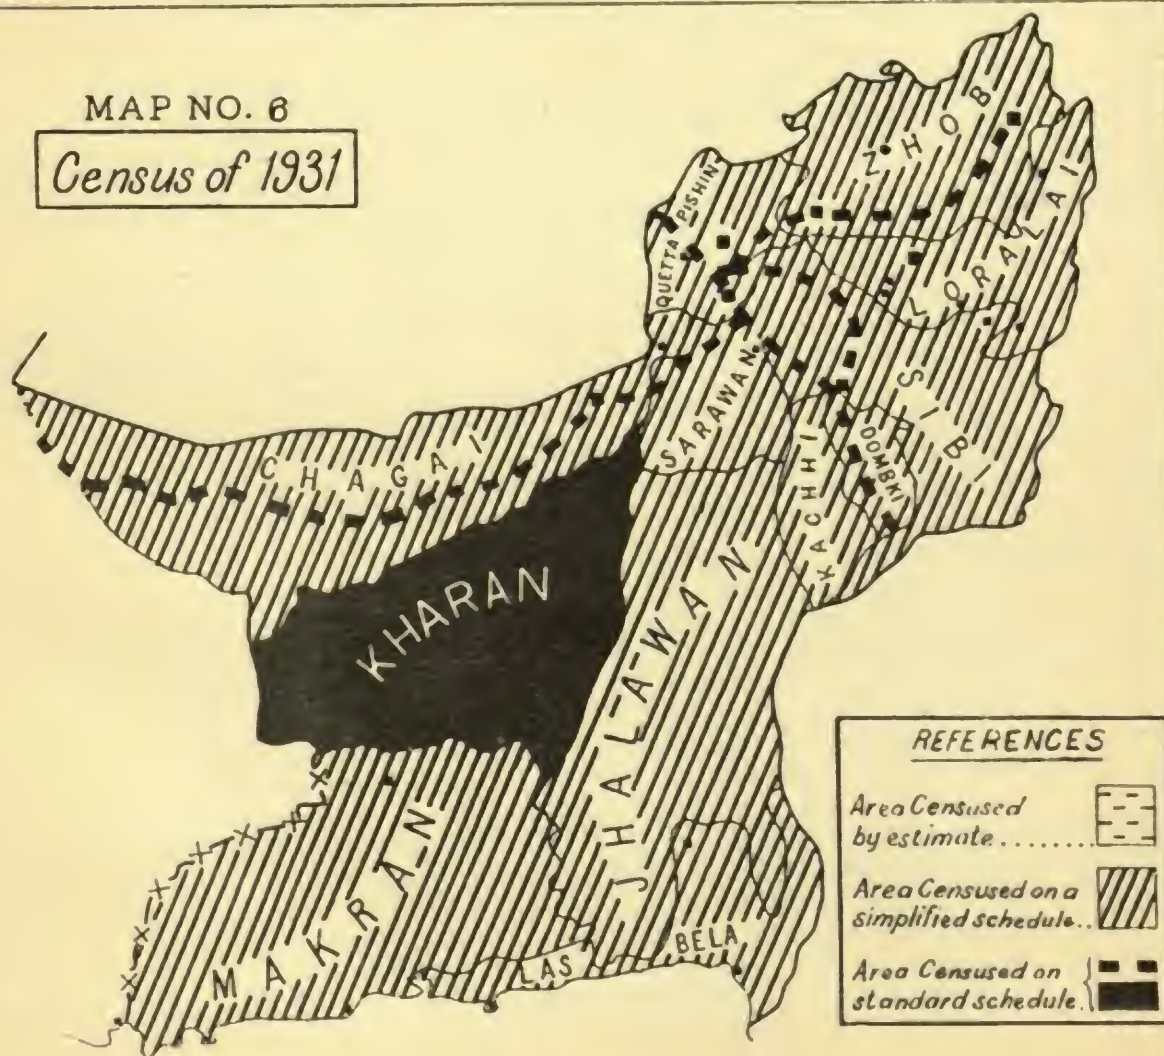 MAP NO. 6
Census of 1931
ZHOB
QUETTA PISHIN
LORALAI
SARAWAN
SIBI
KACHHI
DOOMBKI
CHAGAI
KHARAN
JHALAWAN
MAKRAN
LAS BELA
REFERENCES
Area Censused
by estimate.......
Area Censused on a
simplified schedule..
Area Censused on
standard schedule.